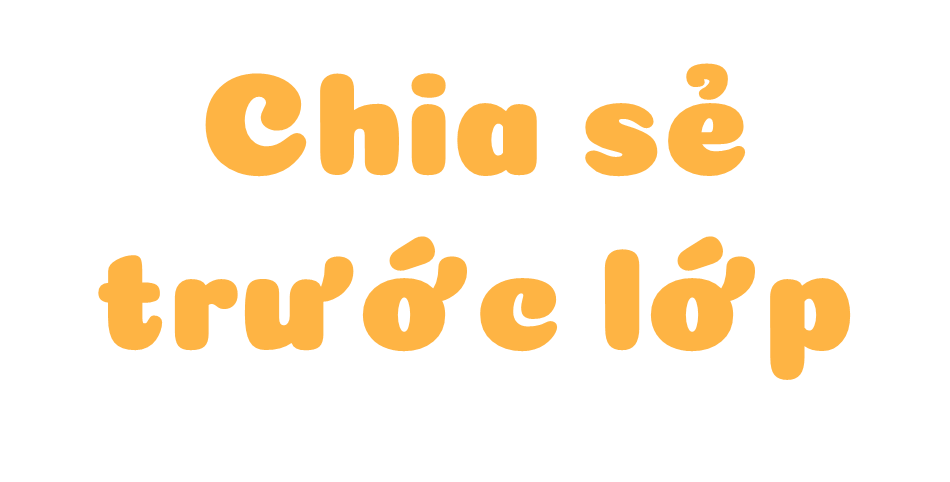 Chia sẻ
trước lớp